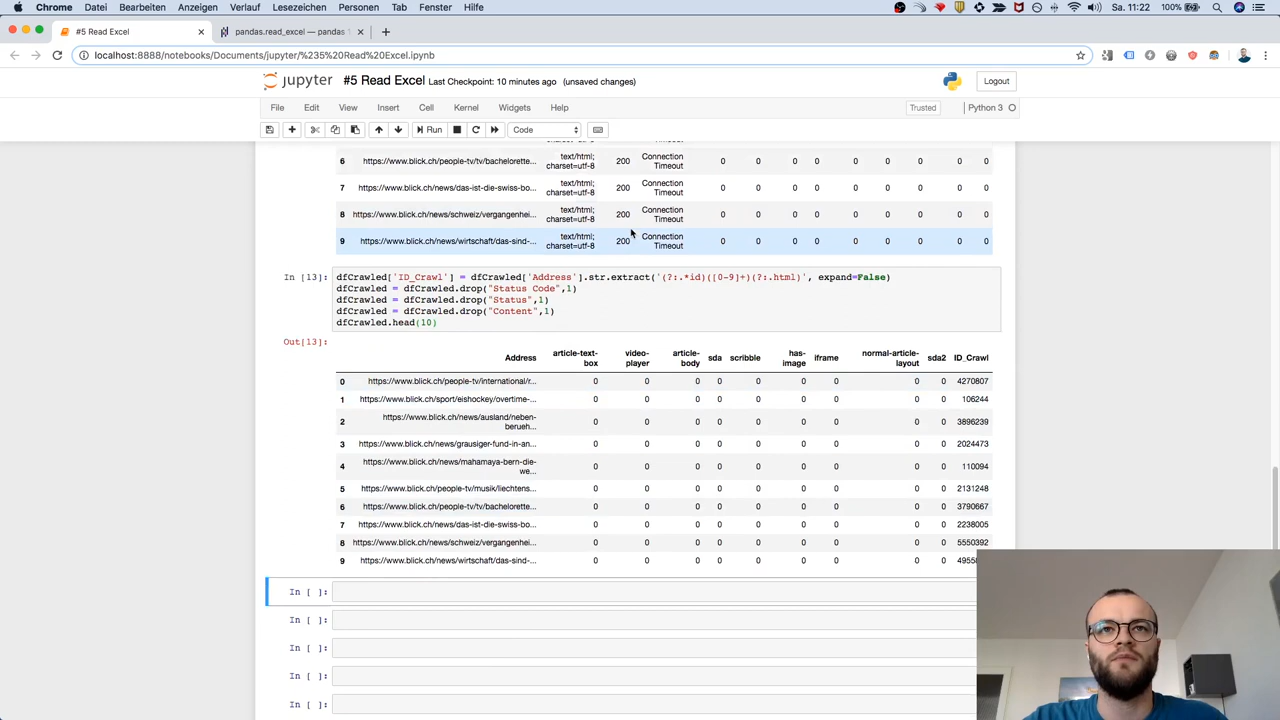 Chrome Datei Bearbeiten Anzeigen Verlauf Lesezeichen Personen Tab Fenster Hilfe Sa. 11:22 100%
#5 Read Excel pandas.read_excel — pandas
localhost:8888/notebooks/Documents/jupyter/%235%20Read%20Excel.ipynb
jupyter #5 Read Excel Last Checkpoint: 10 minutes ago (unsaved changes) Logout
File Edit View Insert Cell Kernel Widgets Help Trusted Python 3
Run Code
charset=utf-8
6 https://www.blick.ch/people-tv/tv/bachelorette... text/html; charset=utf-8 200 Connection Timeout 0 0 0 0 0 0 0 0
7 https://www.blick.ch/news/das-ist-die-swiss-bo... text/html; charset=utf-8 200 Connection Timeout 0 0 0 0 0 0 0 0
8 https://www.blick.ch/news/schweiz/vergangenhei... text/html; charset=utf-8 200 Connection Timeout 0 0 0 0 0 0 0 0
9 https://www.blick.ch/news/wirtschaft/das-sind-... text/html; charset=utf-8 200 Connection Timeout 0 0 0 0 0 0 0 0
In [13]: dfCrawled['ID_Crawl'] = dfCrawled['Address'].str.extract('(?:.*id)([0-9]+)(?:.html)', expand=False)
dfCrawled = dfCrawled.drop("Status Code",1)
dfCrawled = dfCrawled.drop("Status",1)
dfCrawled = dfCrawled.drop("Content",1)
dfCrawled.head(10)
Out[13]:
Address article-text-box video-player article-body sda scribble has-image iframe normal-article-layout sda2 ID_Crawl
0 https://www.blick.ch/people-tv/international/r... 0 0 0 0 0 0 0 0 0 4270807
1 https://www.blick.ch/sport/eishockey/overtime-... 0 0 0 0 0 0 0 0 0 106244
2 https://www.blick.ch/news/ausland/neben-berueh... 0 0 0 0 0 0 0 0 0 3896239
3 https://www.blick.ch/news/grausiger-fund-in-an... 0 0 0 0 0 0 0 0 0 2024473
4 https://www.blick.ch/news/mahamaya-bern-die-we... 0 0 0 0 0 0 0 0 0 110094
5 https://www.blick.ch/people-tv/musik/liechtens... 0 0 0 0 0 0 0 0 0 2131248
6 https://www.blick.ch/people-tv/tv/bachelorette... 0 0 0 0 0 0 0 0 0 3790667
7 https://www.blick.ch/news/das-ist-die-swiss-bo... 0 0 0 0 0 0 0 0 0 2238005
8 https://www.blick.ch/news/schweiz/vergangenhei... 0 0 0 0 0 0 0 0 0 5550392
9 https://www.blick.ch/news/wirtschaft/das-sind-... 0 0 0 0 0 0 0 0 0
In [ ]:
In [ ]:
In [ ]:
In [ ]:
In [ ]: